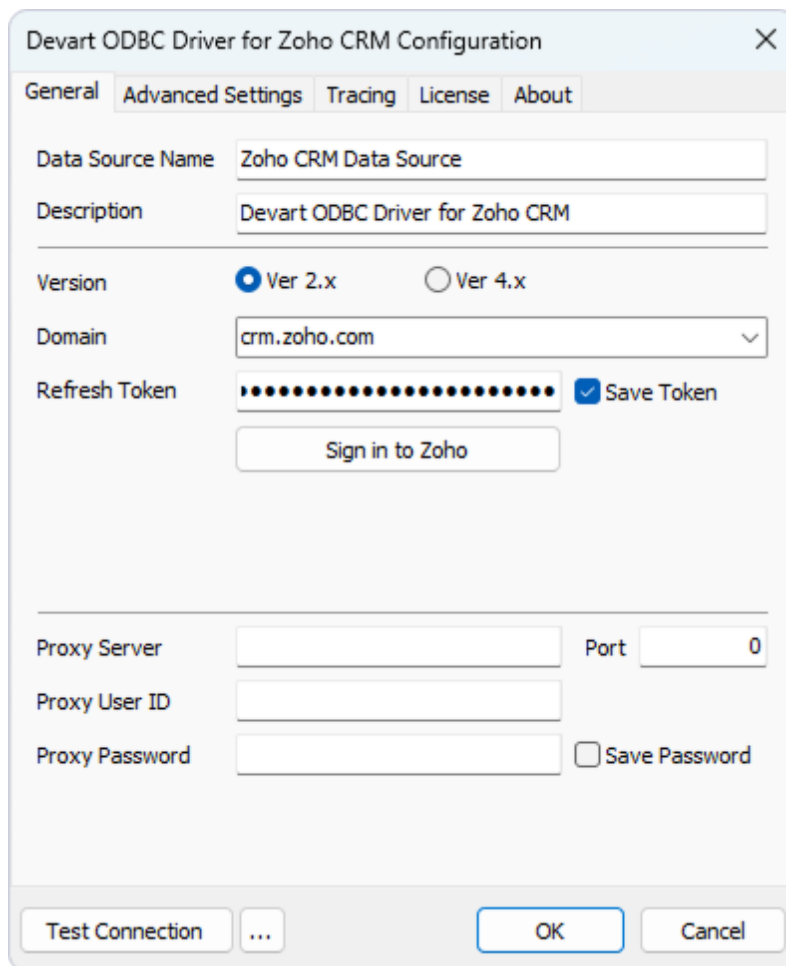 Devart ODBC Driver for Zoho CRM Configuration
General Advanced Settings Tracing License About
Data Source Name Zoho CRM Data Source
Description Devart ODBC Driver for Zoho CRM
Version Ver 2.x Ver 4.x
Domain crm.zoho.com
Refresh Token Save Token
Sign in to Zoho
Proxy Server Port 0
Proxy User ID
Proxy Password Save Password
Test Connection ... OK Cancel